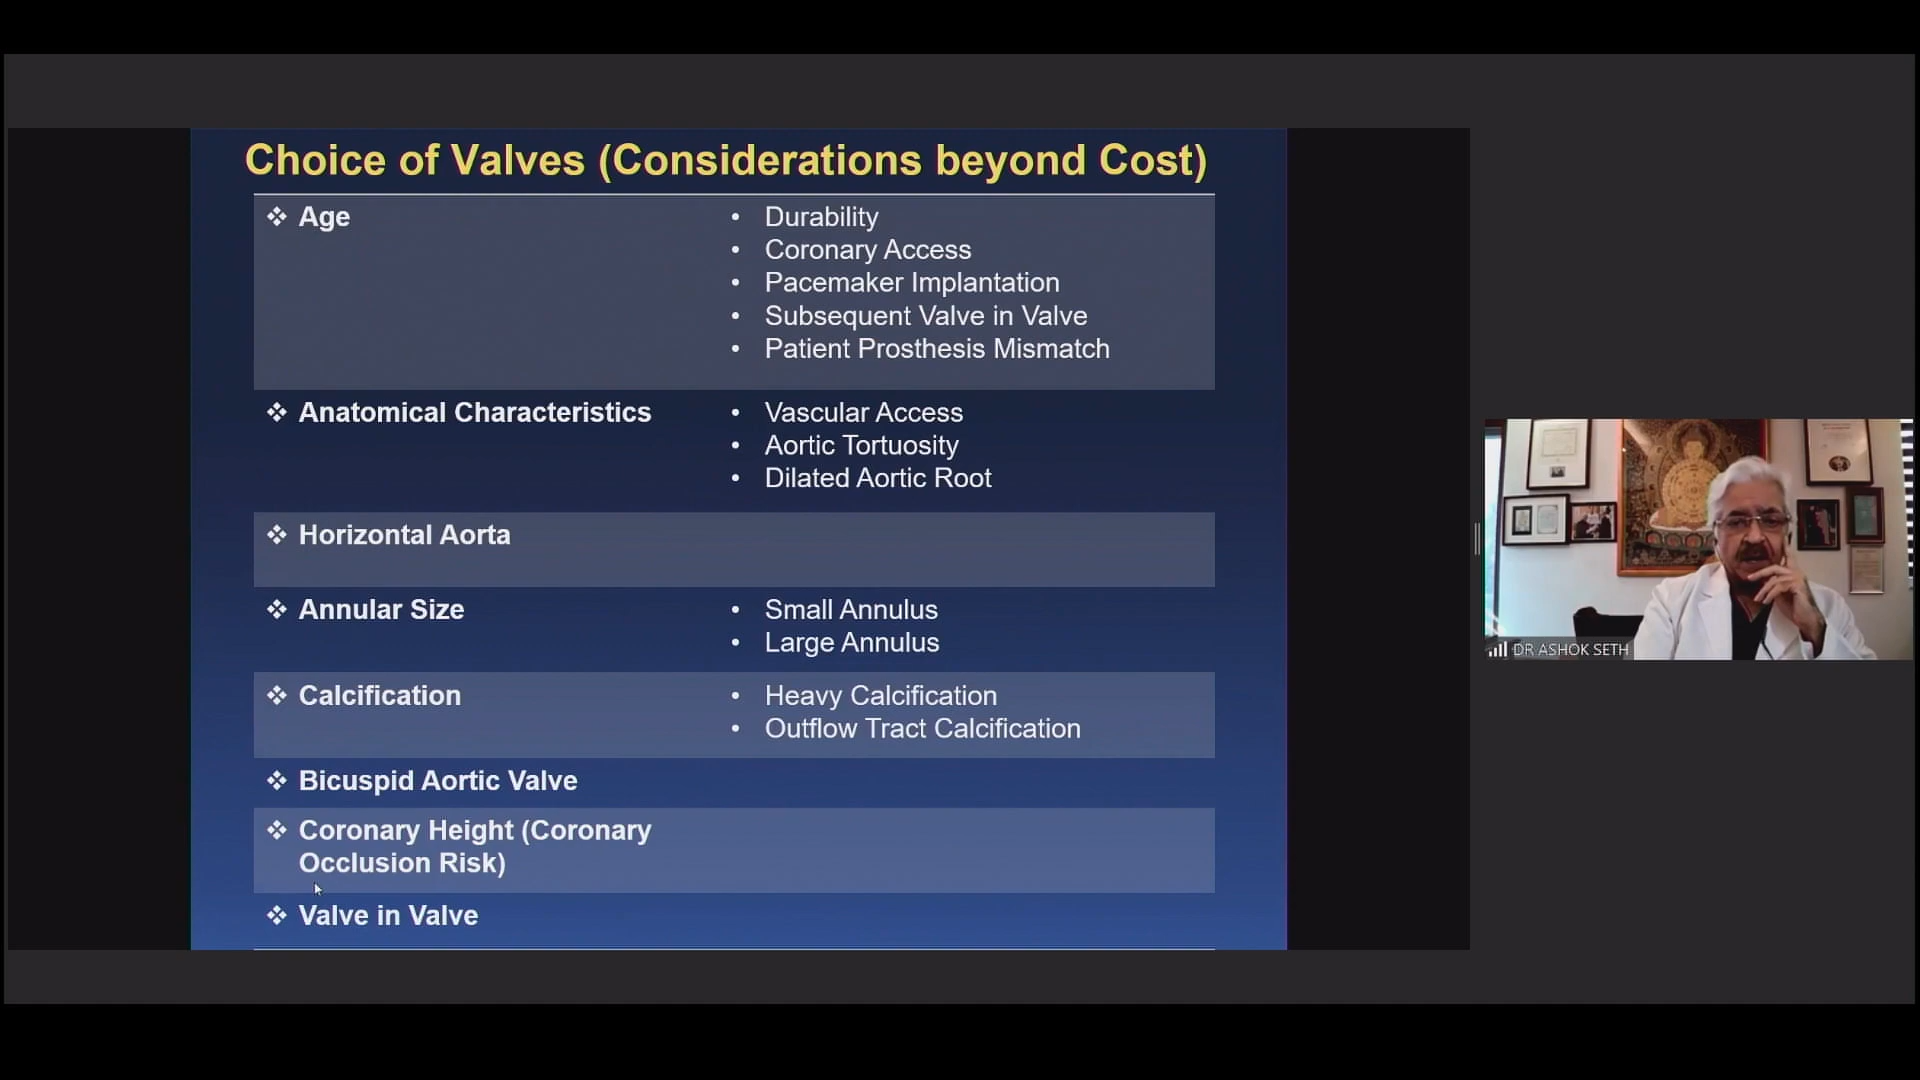 Choice of Valves (Considerations beyond Cost)
❖ Age
• Durability
• Coronary Access
• Pacemaker Implantation
• Subsequent Valve in Valve
• Patient Prosthesis Mismatch
❖ Anatomical Characteristics
• Vascular Access
• Aortic Tortuosity
• Dilated Aortic Root
❖ Horizontal Aorta
❖ Annular Size
• Small Annulus
• Large Annulus
❖ Calcification
• Heavy Calcification
• Outflow Tract Calcification
❖ Bicuspid Aortic Valve
❖ Coronary Height (Coronary
Occlusion Risk)
❖ Valve in Valve
DR ASHOK SETH